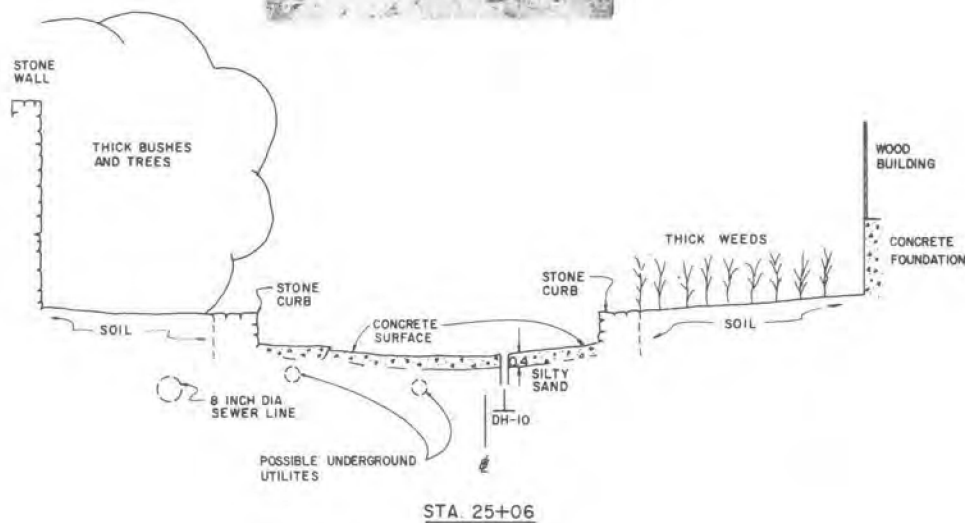 STONE
WALL
THICK BUSHES
AND TREES
WOOD
BUILDING
THICK WEEDS
CONCRETE
FOUNDATION
STONE
CURB
STONE
CURB
SOIL
CONCRETE
SURFACE
SOIL
0.4
SILTY
SAND
8 INCH DIA
SEWER LINE
DH-10
POSSIBLE UNDERGROUND
UTILITES
STA. 25+06